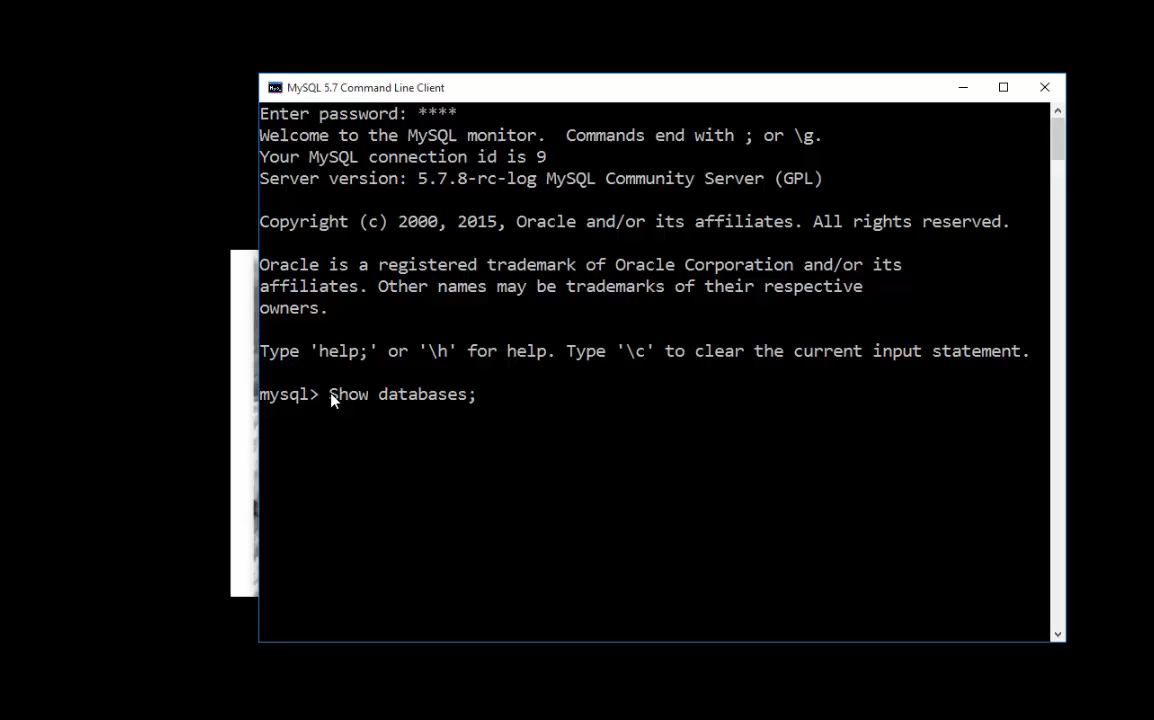 MySQL 5.7 Command Line Client
Enter password: ****
Welcome to the MySQL monitor.  Commands end with ; or \g.
Your MySQL connection id is 9
Server version: 5.7.8-rc-log MySQL Community Server (GPL)
Copyright (c) 2000, 2015, Oracle and/or its affiliates. All rights reserved.
Oracle is a registered trademark of Oracle Corporation and/or its
affiliates. Other names may be trademarks of their respective
owners.
Type 'help;' or '\h' for help. Type '\c' to clear the current input statement.
mysql> Show databases;